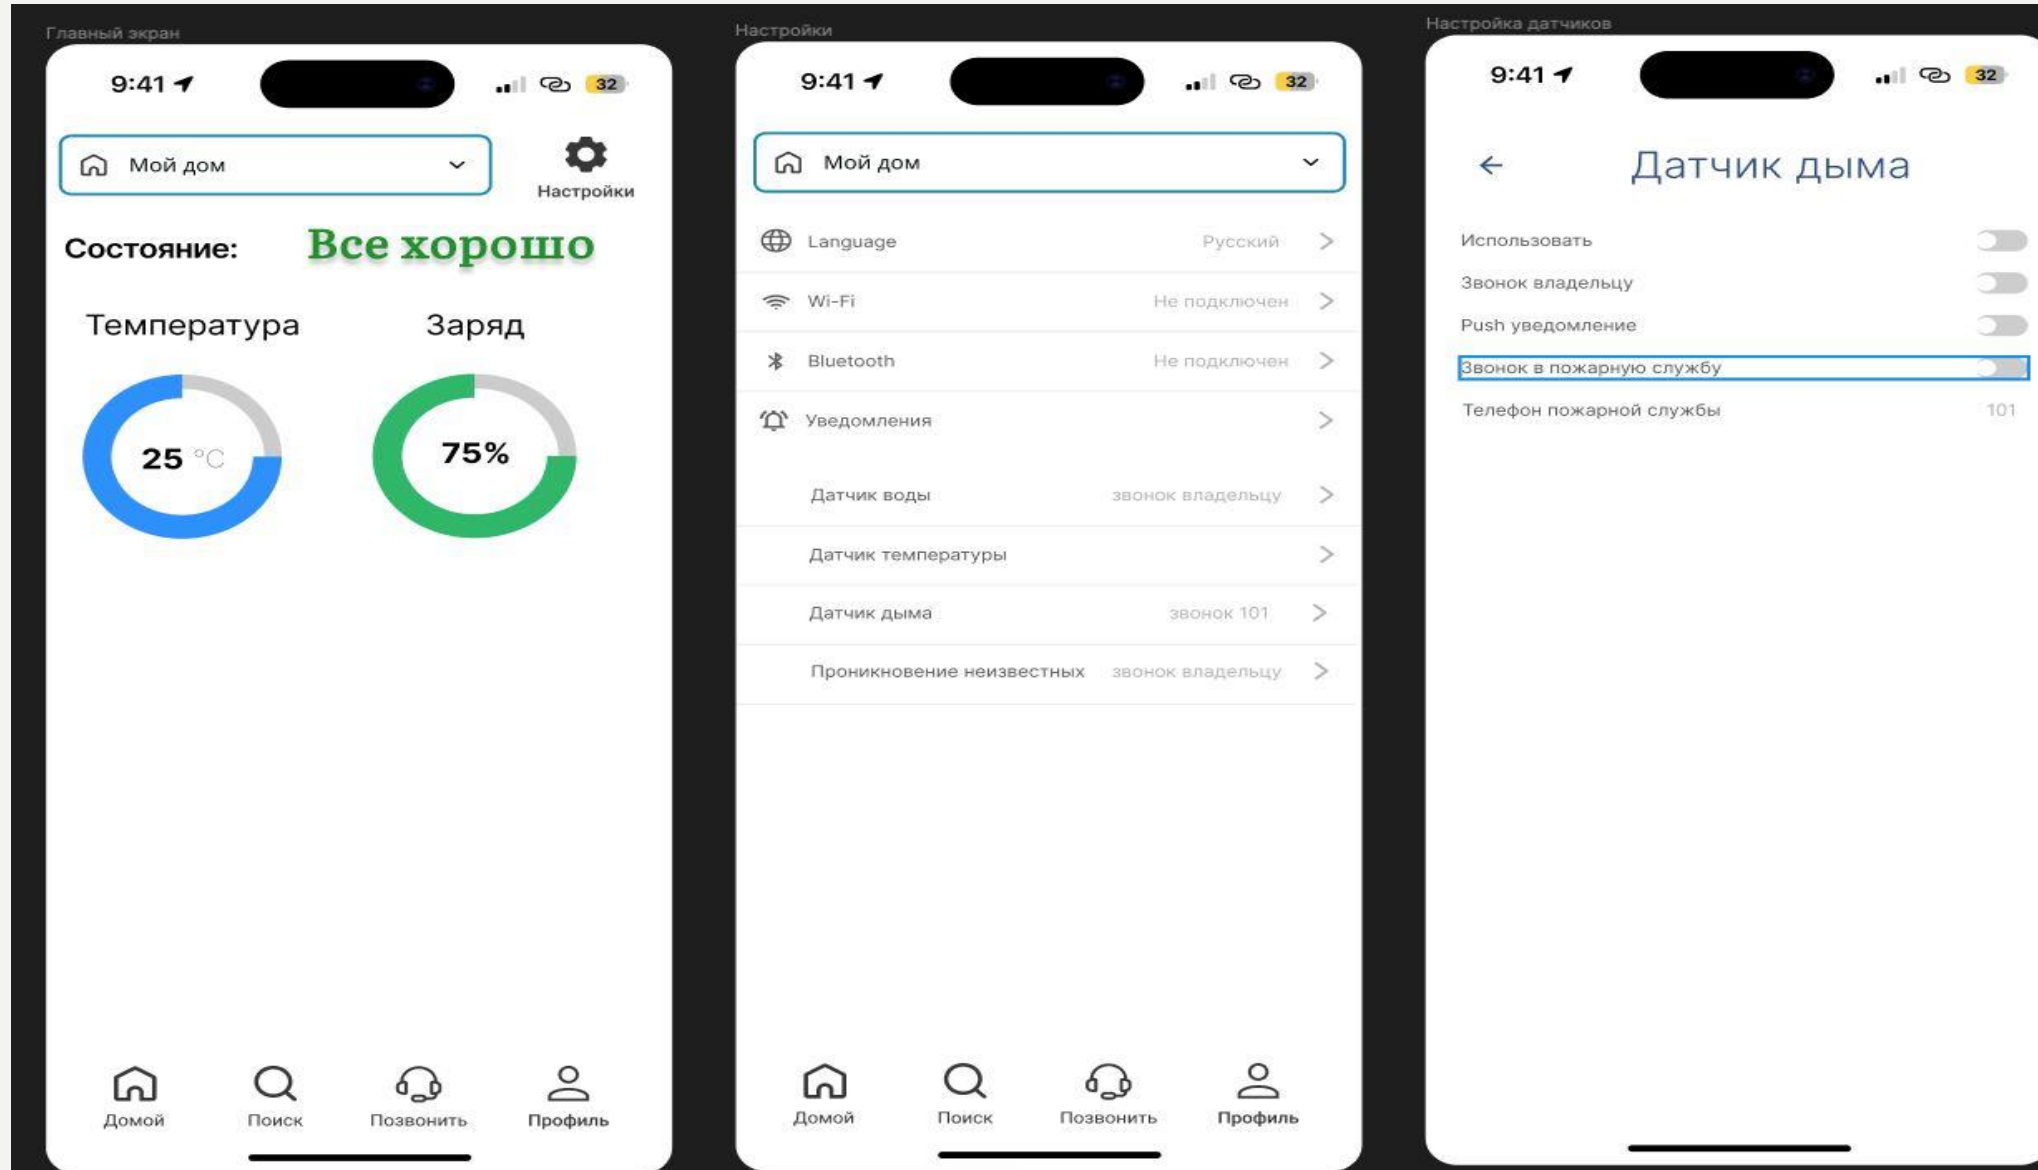 Главный экран
9:41
32
Мой дом
Настройки
Состояние: Все хорошо
Температура Заряд
25 °C 75%
Домой Поиск Позвонить Профиль
Настройки
9:41
32
Мой дом
Language Русский
Wi-Fi Не подключен
Bluetooth Не подключен
Уведомления
Датчик воды звонок владельцу
Датчик температуры
Датчик дыма звонок 101
Проникновение неизвестных звонок владельцу
Домой Поиск Позвонить Профиль
Настройка датчиков
9:41
32
Датчик дыма
Использовать
Звонок владельцу
Push уведомление
Звонок в пожарную службу
Телефон пожарной службы 101